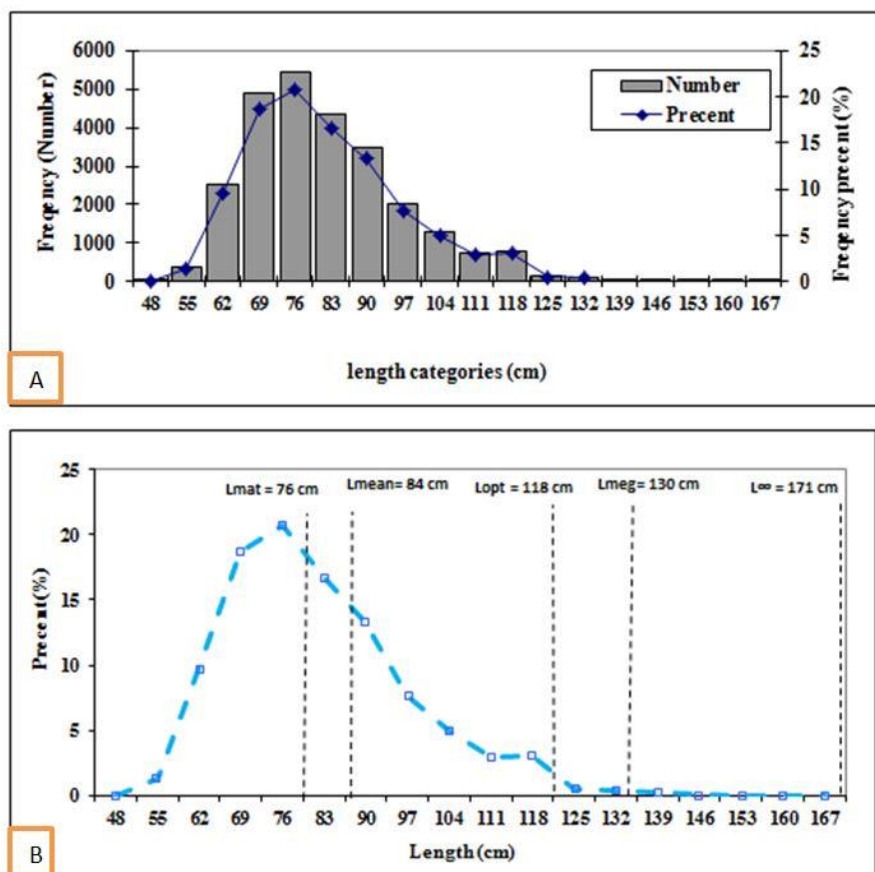 6000
5000
4000
3000
2000
1000
0
Freqency (Number)
25
20
15
10
5
0
Freqency precent (%)
Number
Precent
48 55 62 69 76 83 90 97 104 111 118 125 132 139 146 153 160 167
length categories (cm)
A
25
20
15
10
5
0
Precent(%)
Lmat = 76 cm
Lmean= 84 cm
Lopt = 118 cm
Lmeg= 130 cm
L∞ = 171 cm
48 55 62 69 76 83 90 97 104 111 118 125 132 139 146 153 160 167
Length(cm)
B